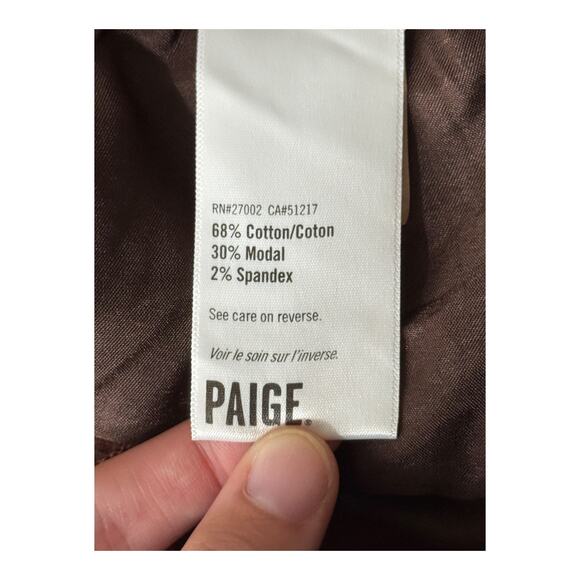 RN#27002 CA#51217
68% Cotton/Coton
30% Modal
2% Spandex
See care on reverse.
Voir le soin sur l'inverse.
PAIGE®